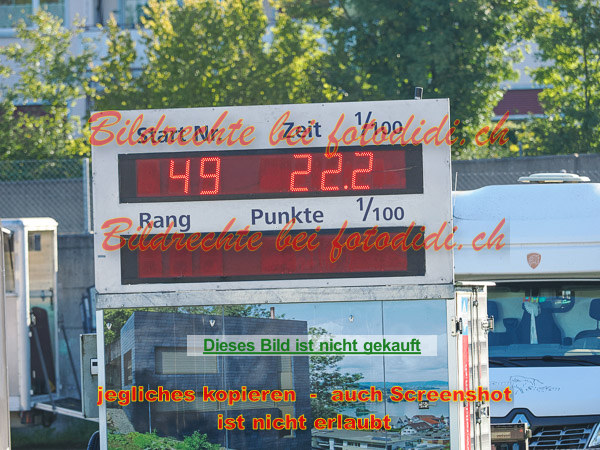 Bildrechte bei fotodidi.ch
Start Nr. Zeit 1/100
49 22.2
Rang Punkte 1/100
Bildrechte bei fotodidi.ch
Dieses Bild ist nicht gekauft
jegliches kopieren - auch Screenshot
ist nicht erlaubt